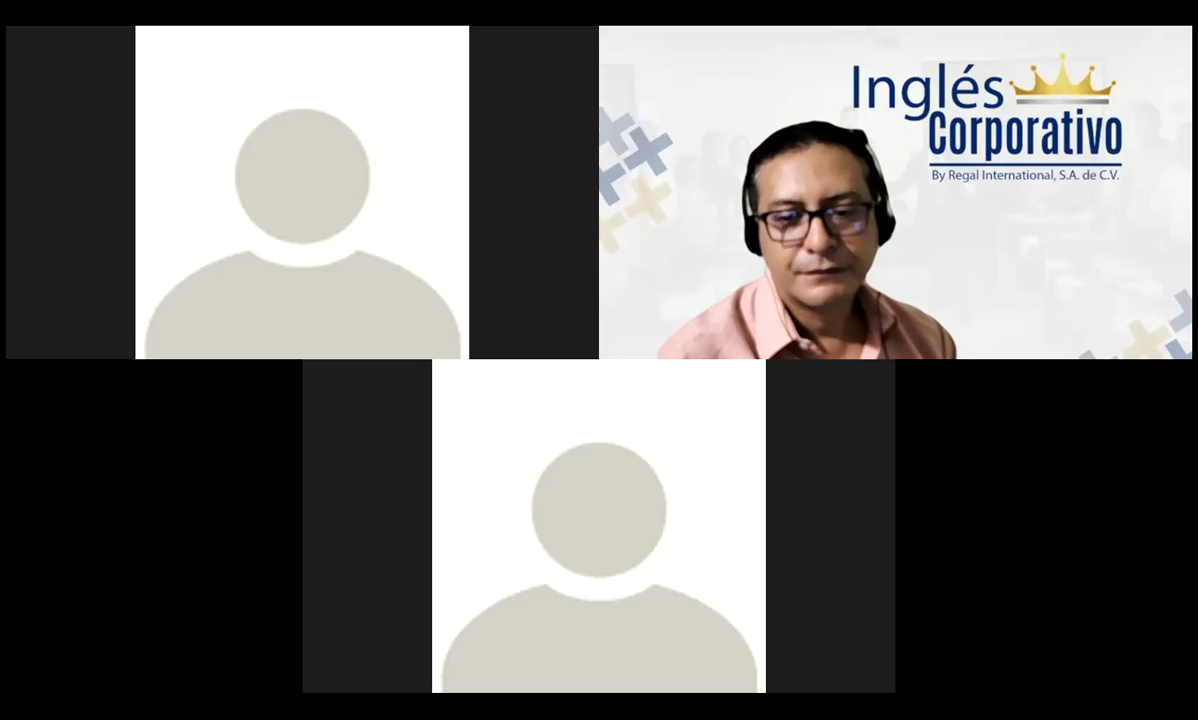 Inglés
Corporativo
By Regal International, S.A. de C.V.